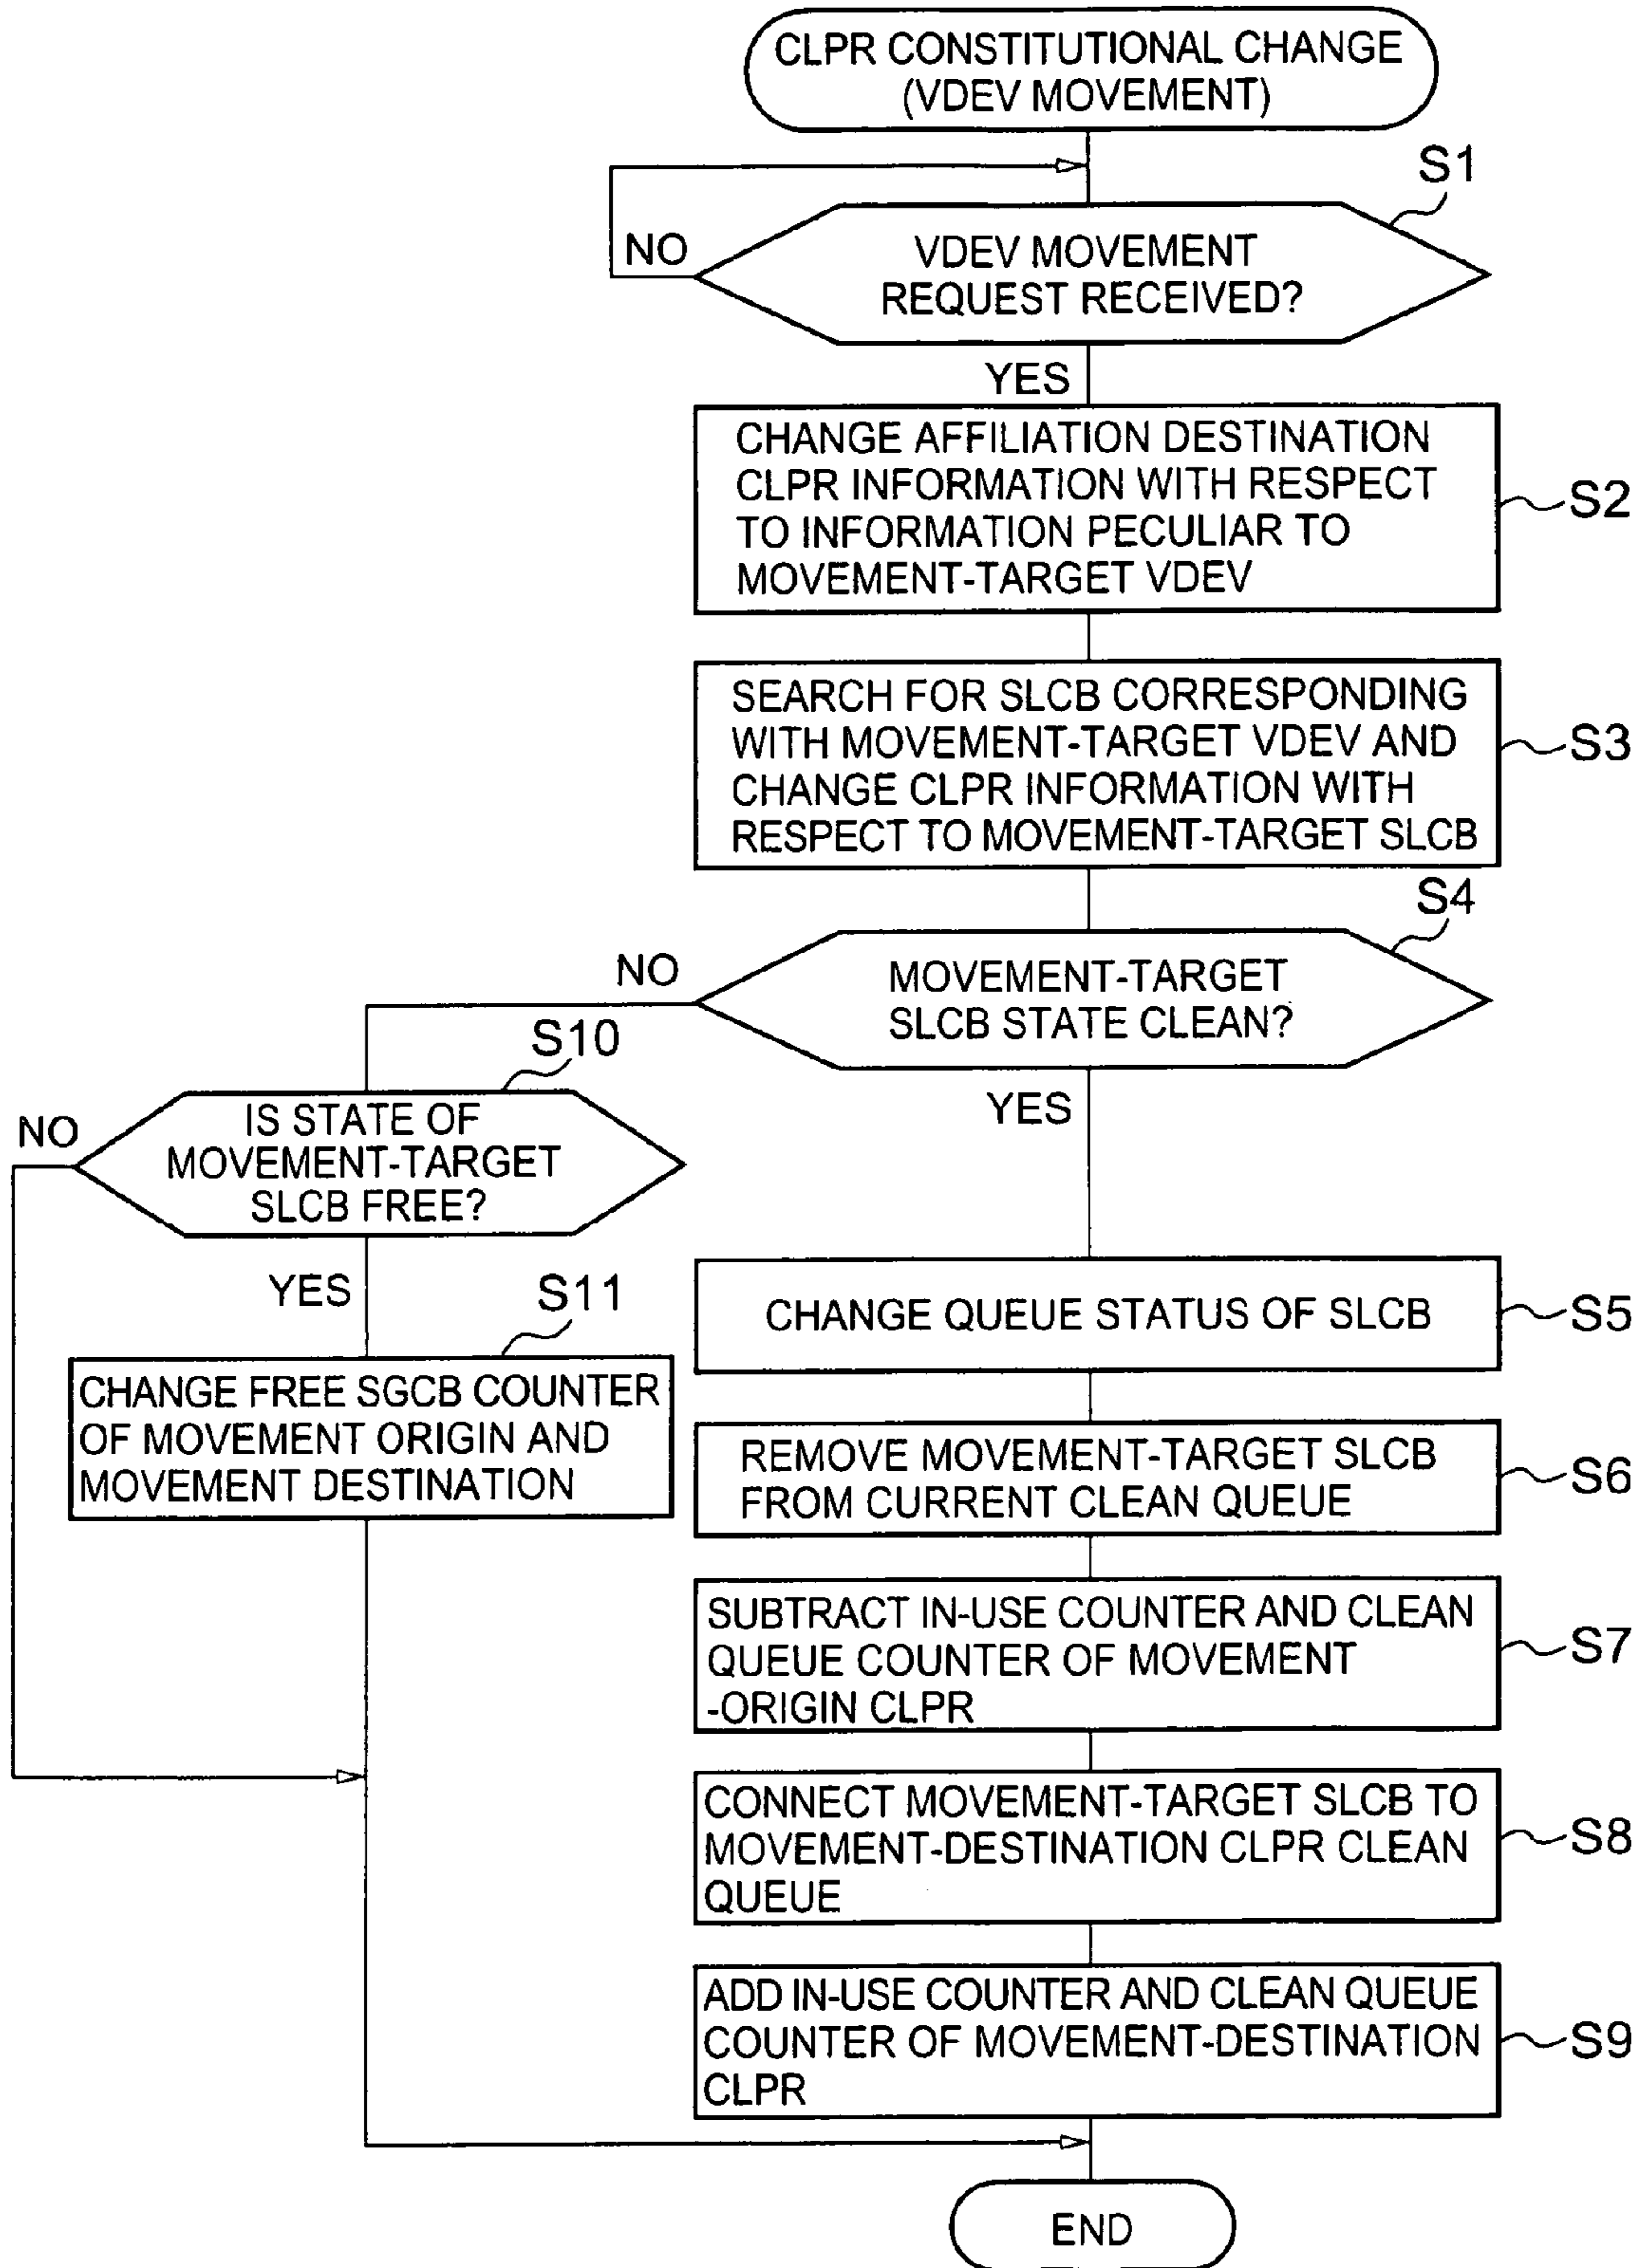 CLPR CONSTITUTIONAL CHANGE
(VDEV MOVEMENT)
S1
NO
VDEV MOVEMENT
REQUEST RECEIVED?
YES
CHANGE AFFILIATION DESTINATION
CLPR INFORMATION WITH RESPECT
TO INFORMATION PECULIAR TO
MOVEMENT-TARGET VDEV
S2
SEARCH FOR SLCB CORRESPONDING
WITH MOVEMENT-TARGET VDEV AND
CHANGE CLPR INFORMATION WITH
RESPECT TO MOVEMENT-TARGET SLCB
S3
S4
NO
MOVEMENT-TARGET
SLCB STATE CLEAN?
YES
S10
NO
IS STATE OF
MOVEMENT-TARGET
SLCB FREE?
YES
S11
CHANGE FREE SGCB COUNTER
OF MOVEMENT ORIGIN AND
MOVEMENT DESTINATION
CHANGE QUEUE STATUS OF SLCB
S5
REMOVE MOVEMENT-TARGET SLCB
FROM CURRENT CLEAN QUEUE
S6
SUBTRACT IN-USE COUNTER AND CLEAN
QUEUE COUNTER OF MOVEMENT
-ORIGIN CLPR
S7
CONNECT MOVEMENT-TARGET SLCB TO
MOVEMENT-DESTINATION CLPR CLEAN
QUEUE
S8
ADD IN-USE COUNTER AND CLEAN QUEUE
COUNTER OF MOVEMENT-DESTINATION
CLPR
S9
END